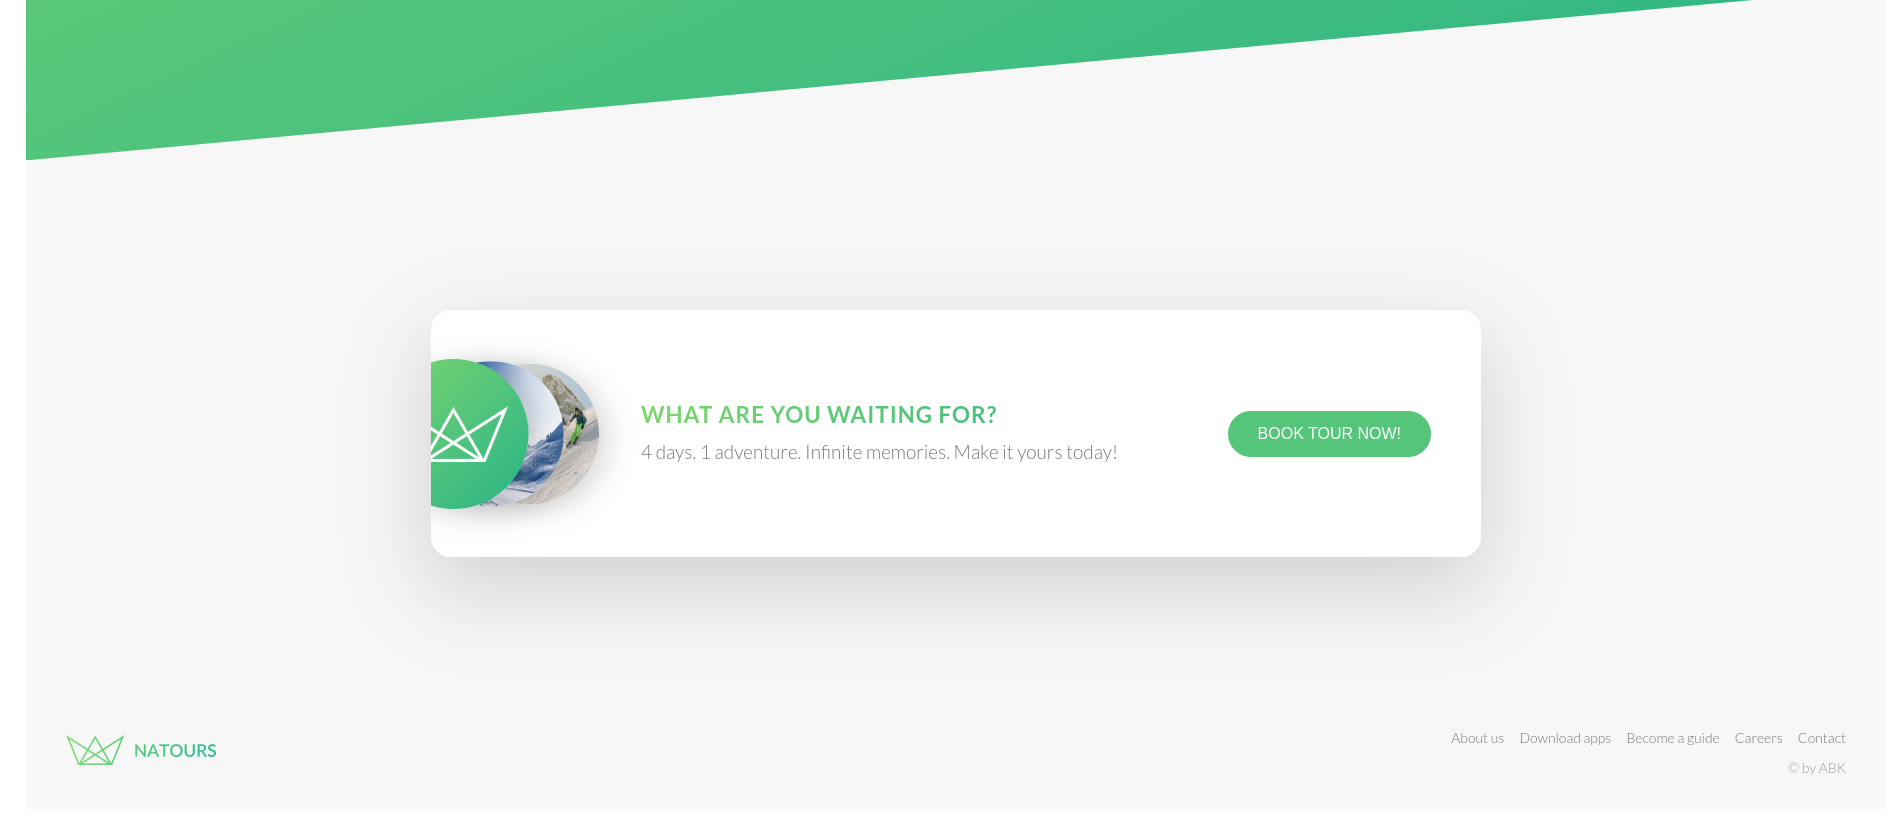 WHAT ARE YOU WAITING FOR?
4 days. 1 adventure. Infinite memories. Make it yours today!
BOOK TOUR NOW!
NATOURS
About us Download apps Become a guide Careers Contact
© by ABK